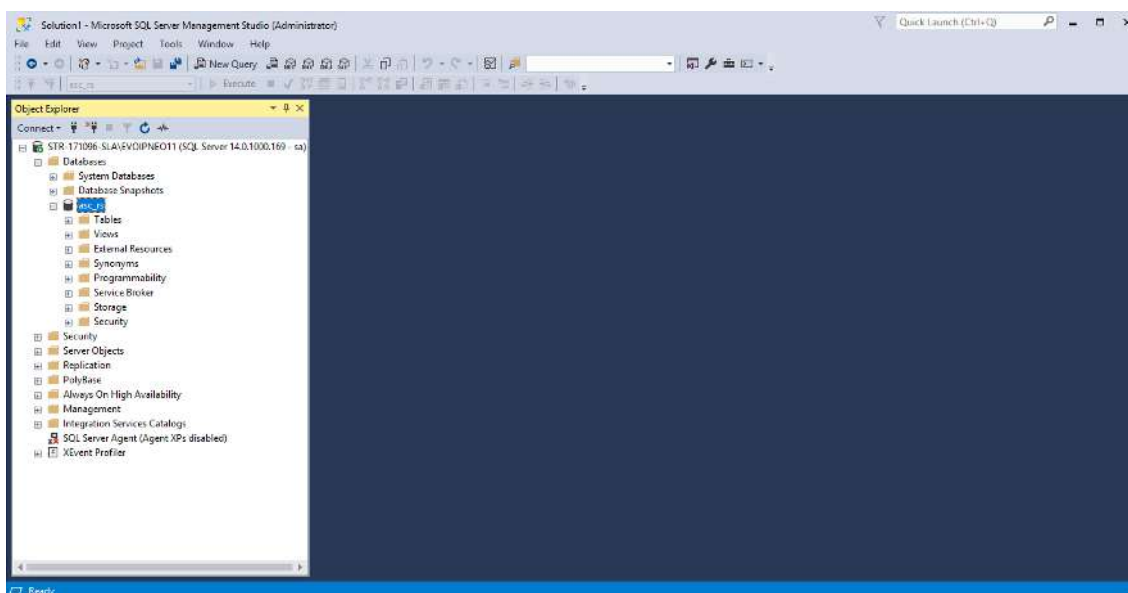 Solution1 - Microsoft SQL Server Management Studio (Administrator)
Quick Launch (Ctrl+Q)
File Edit View Project Tools Window Help
New Query
asc_rs Execute
Object Explorer
Connect
STR-171096-SLA\EVOIPNEO11 (SQL Server 14.0.1000.169 - sa)
Databases
System Databases
Database Snapshots
asc_rs
Tables
Views
External Resources
Synonyms
Programmability
Service Broker
Storage
Security
Security
Server Objects
Replication
PolyBase
Always On High Availability
Management
Integration Services Catalogs
SQL Server Agent (Agent XPs disabled)
XEvent Profiler
Ready